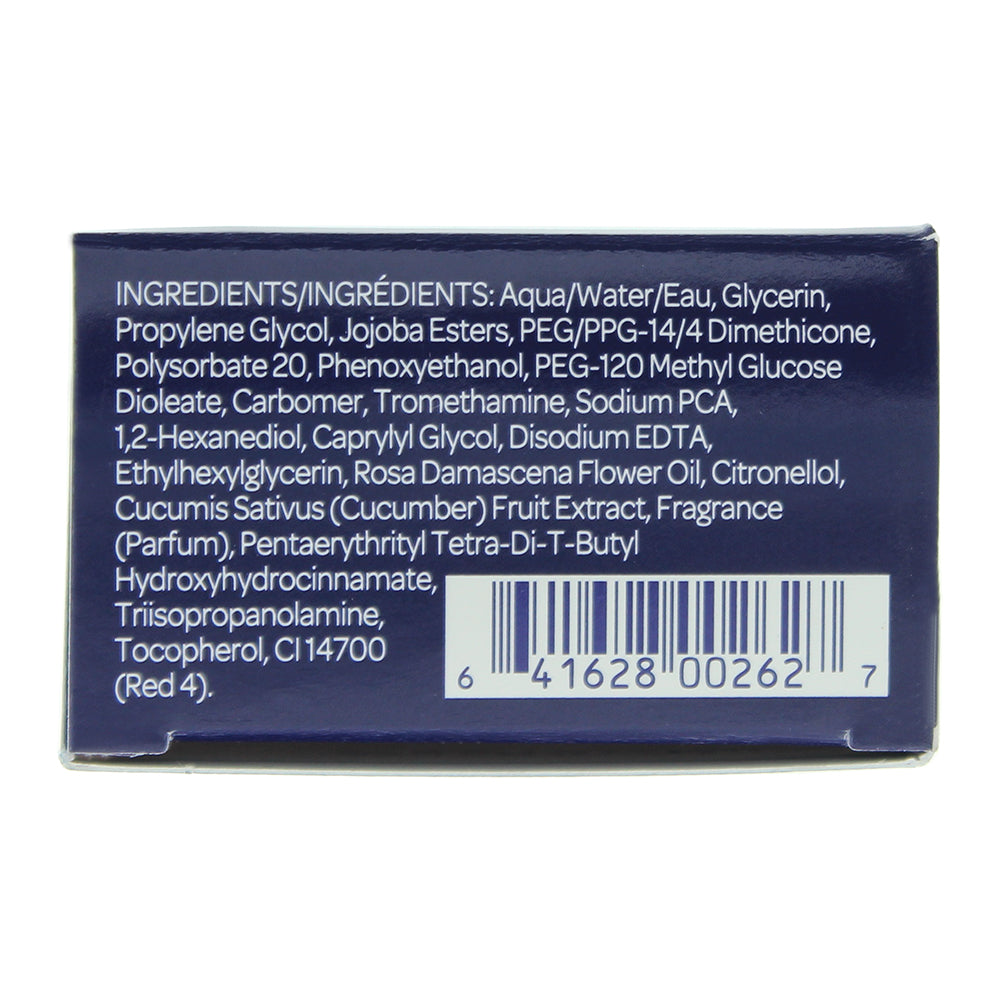 INGREDIENTS/INGRÉDIENTS: Aqua/Water/Eau, Glycerin,
Propylene Glycol, Jojoba Esters, PEG/PPG-14/4 Dimethicone,
Polysorbate 20, Phenoxyethanol, PEG-120 Methyl Glucose
Dioleate, Carbomer, Tromethamine, Sodium PCA,
1,2-Hexanediol, Caprylyl Glycol, Disodium EDTA,
Ethylhexylglycerin, Rosa Damascena Flower Oil, Citronellol,
Cucumis Sativus (Cucumber) Fruit Extract, Fragrance
(Parfum), Pentaerythrityl Tetra-Di-T-Butyl
Hydroxyhydrocinnamate,
Triisopropanolamine,
Tocopherol, CI 14700
(Red 4).
6 41628 00262 7